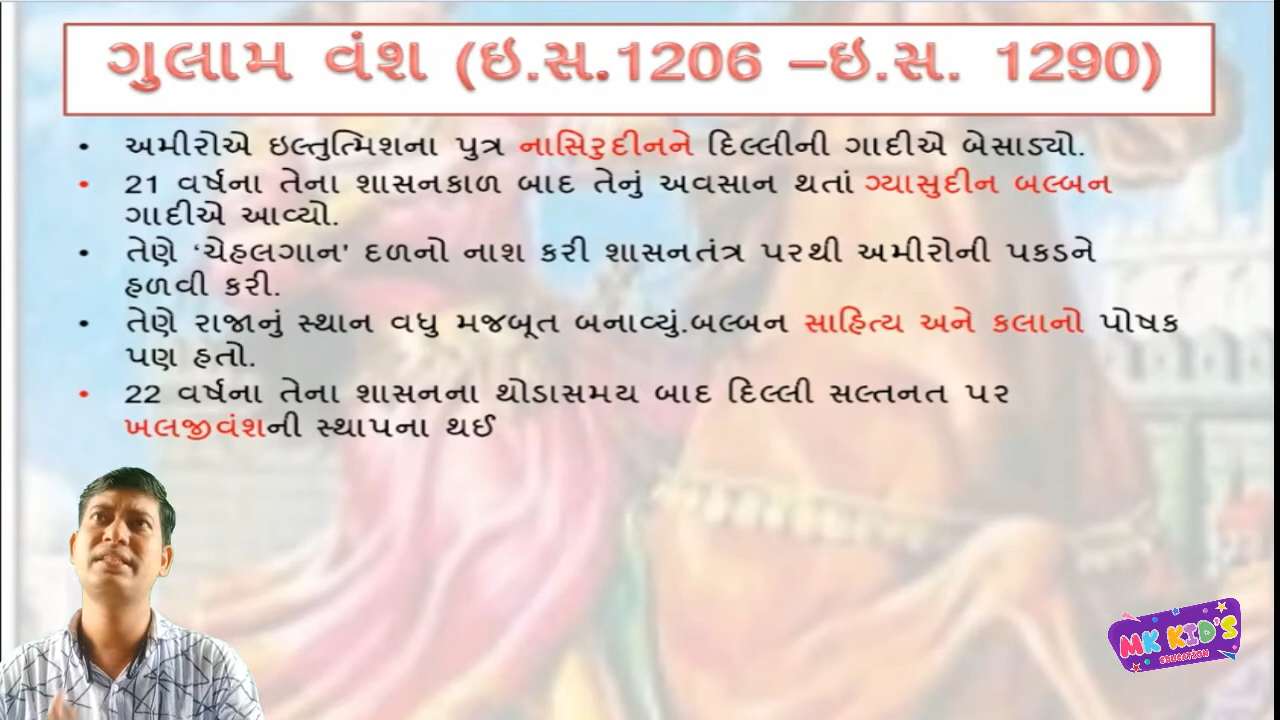 ગુલામ વંશ (ઇ.સ.1206 –ઇ.સ. 1290)
• અમીરોએ ઇલ્તુત્મિશના પુત્ર નાસિરુદીનને દિલ્લીની ગાદીએ બેસાડ્યો.
• 21 વર્ષના તેના શાસનકાળ બાદ તેનું અવસાન થતાં ગ્યાસુદીન બલ્બન
ગાદીએ આવ્યો.
• તેણે ‘ચેહલગાન' દળનો નાશ કરી શાસનતંત્ર પરથી અમીરોની પકડને
હળવી કરી.
• તેણે રાજાનું સ્થાન વધુ મજબૂત બનાવ્યું.બલ્બન સાહિત્ય અને કલાનો પોષક
પણ હતો.
• 22 વર્ષના તેના શાસનના થોડાસમય બાદ દિલ્લી સલ્તનત પર
ખલજીવંશની સ્થાપના થઈ
MK KID'S
EDUCATION